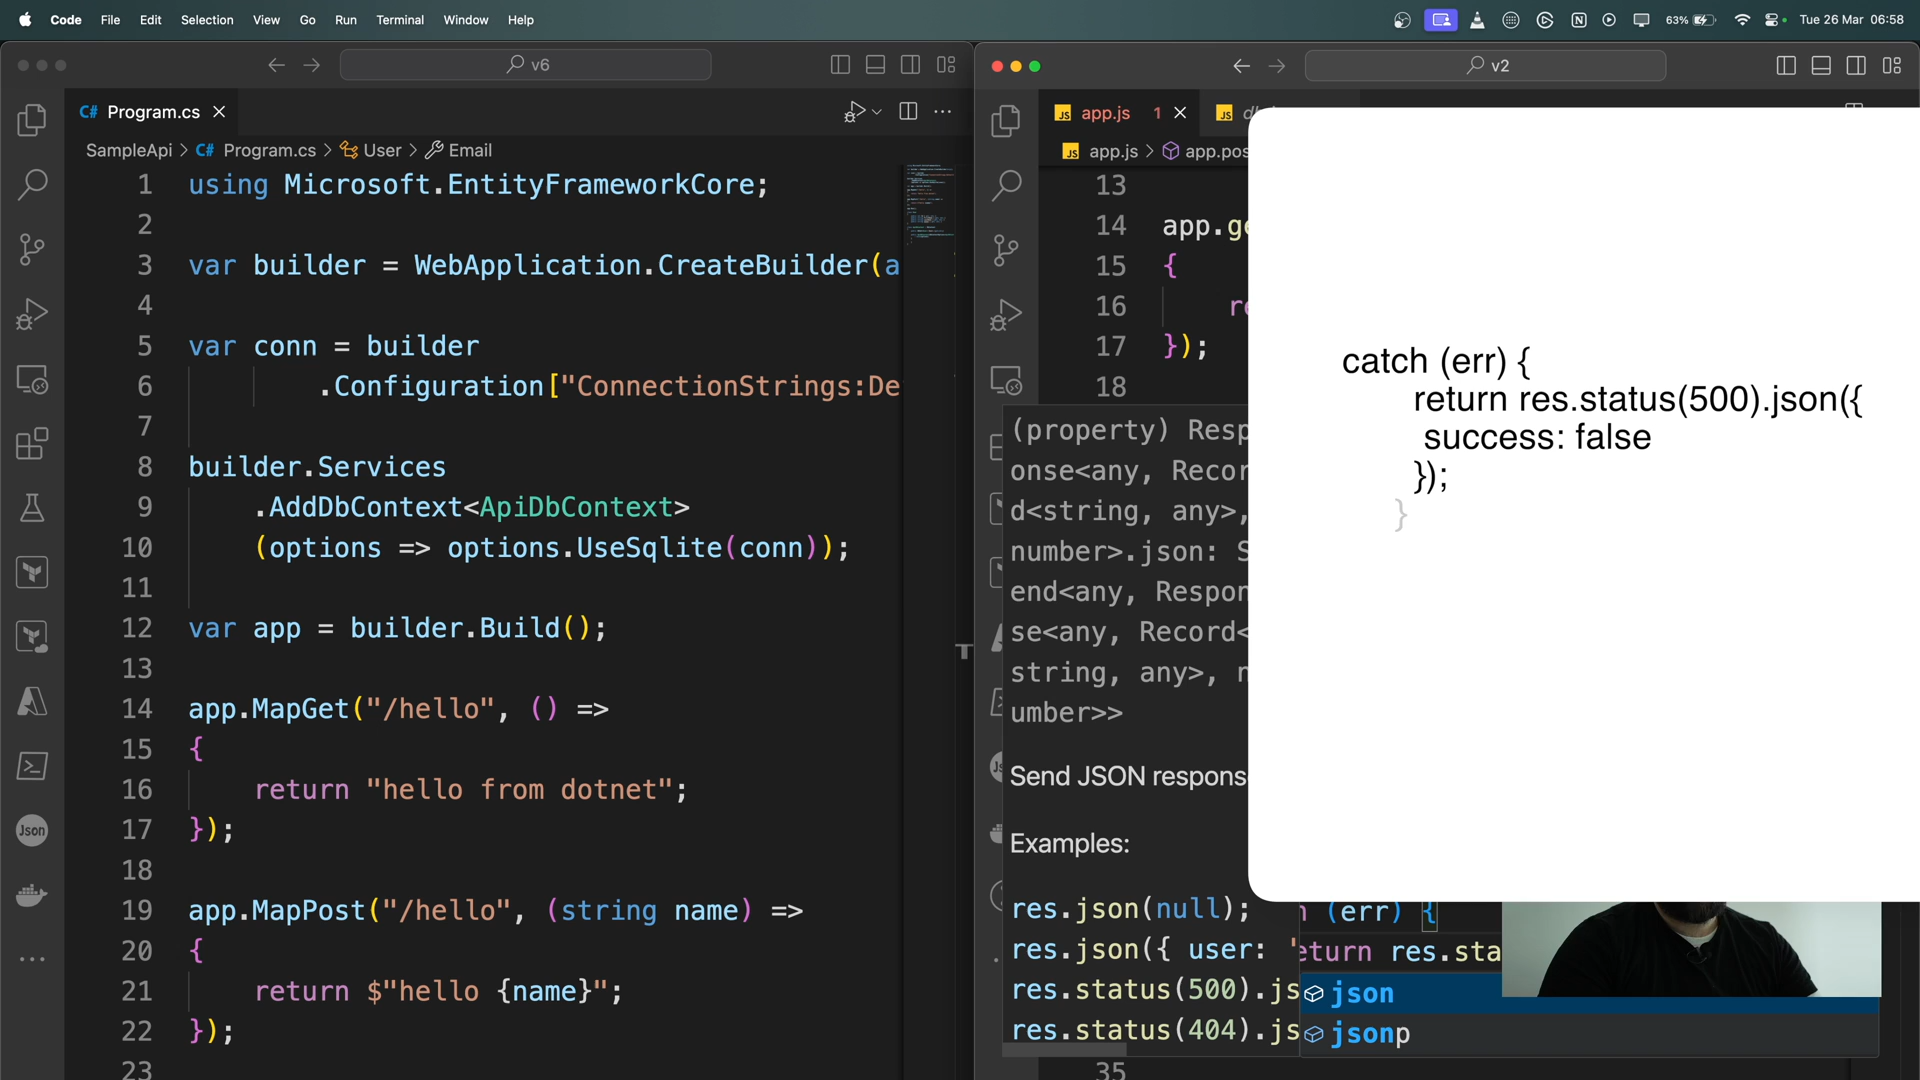 Code File Edit Selection View Go Run Terminal Window Help
63% Tue 26 Mar 06:58
v6
Program.cs
SampleApi > C# Program.cs > User > Email
1 using Microsoft.EntityFrameworkCore;
2
3 var builder = WebApplication.CreateBuilder(a
4
5 var conn = builder
6 .Configuration["ConnectionStrings:De
7
8 builder.Services
9 .AddDbContext<ApiDbContext>
10 (options => options.UseSqlite(conn));
11
12 var app = builder.Build();
13
14 app.MapGet("/hello", () =>
15 {
16 return "hello from dotnet";
17 });
18
19 app.MapPost("/hello", (string name) =>
20 {
21 return $"hello {name}";
22 });
23
v2
JS app.js 1
JS
JS app.js > app.pos
13
14 app.ge
15 {
16 re
17 });
18
(property) Resp
onse<any, Recor
d<string, any>,
number>.json: S
end<any, Respon
se<any, Record<
string, any>, n
umber>>
Send JSON respons
Examples:
res.json(null);
res.json({ user: '
res.status(500).js
res.status(404).js
(err) {
eturn res.sta
json
jsonp
35
catch (err) {
return res.status(500).json({
success: false
});
}
Json